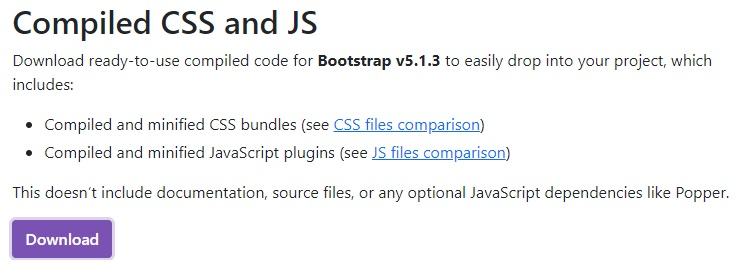 Compiled CSS and JS
Download ready-to-use compiled code for Bootstrap v5.1.3 to easily drop into your project, which
includes:
• Compiled and minified CSS bundles (see CSS files comparison)
• Compiled and minified JavaScript plugins (see JS files comparison)
This doesn’t include documentation, source files, or any optional JavaScript dependencies like Popper.
Download